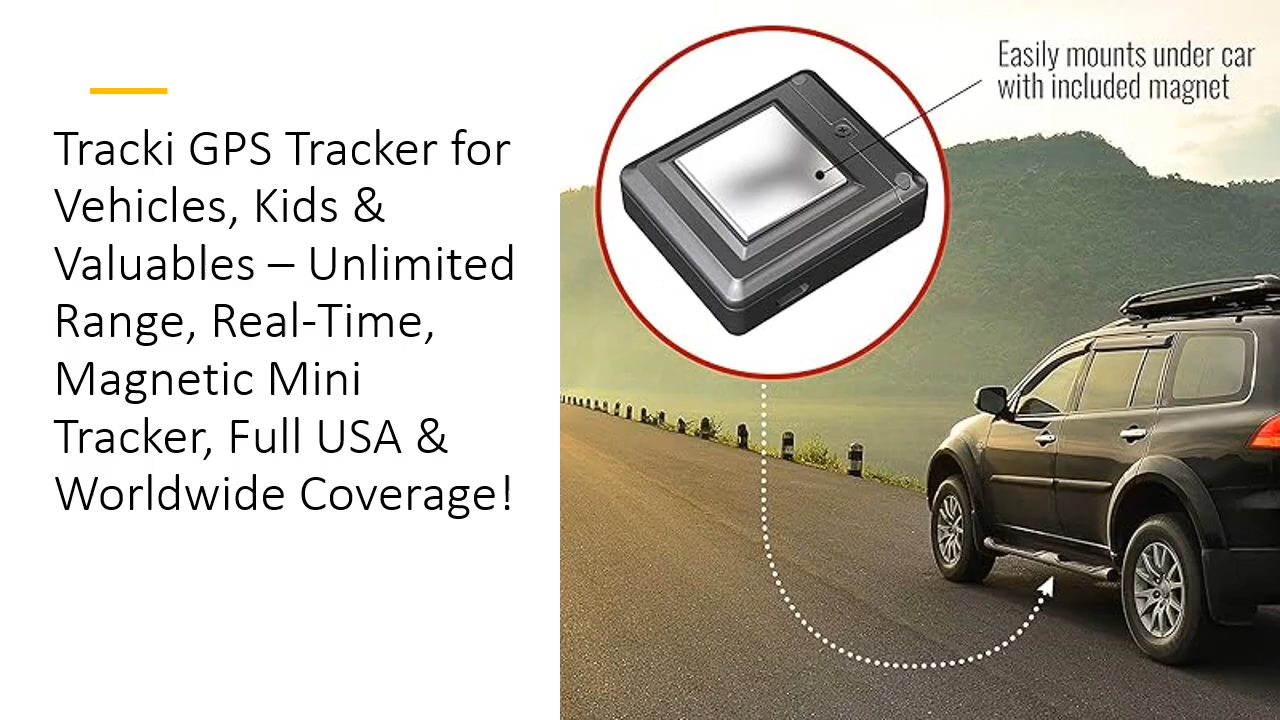 Tracki GPS Tracker for
Vehicles, Kids &
Valuables – Unlimited
Range, Real-Time,
Magnetic Mini
Tracker, Full USA &
Worldwide Coverage!
Easily mounts under car
with included magnet